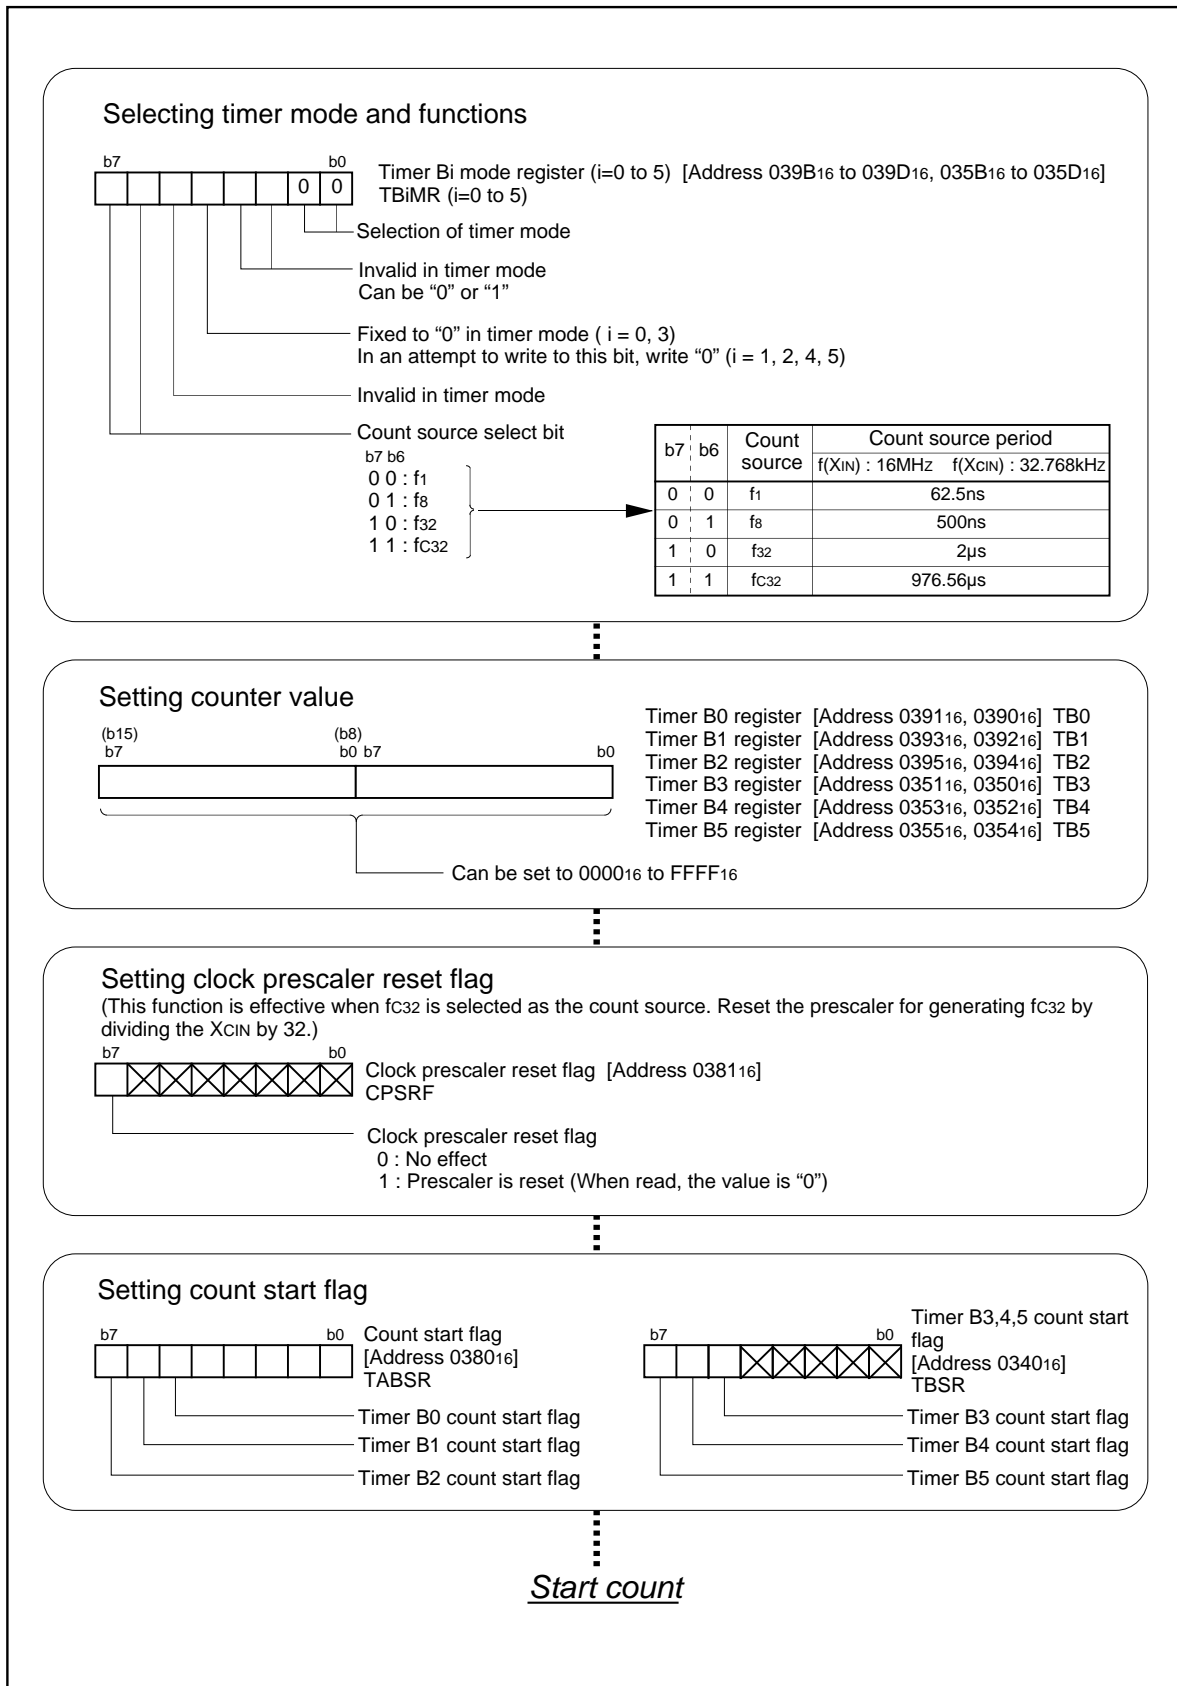 Selecting timer mode and functions
b7 b0
0 0
Timer Bi mode register (i=0 to 5) [Address 039B16 to 039D16, 035B16 to 035D16]
TBiMR (i=0 to 5)
Selection of timer mode
Invalid in timer mode
Can be “0” or “1”
Fixed to “0” in timer mode ( i = 0, 3)
In an attempt to write to this bit, write “0” (i = 1, 2, 4, 5)
Invalid in timer mode
Count source select bit
b7 b6
0 0 : f1
0 1 : f8
1 0 : f32
1 1 : fC32
b7 b6 Count source Count source period
f(XIN) : 16MHz f(XCIN) : 32.768kHz
0 0 f1 62.5ns
0 1 f8 500ns
1 0 f32 2µs
1 1 fC32 976.56µs
Setting counter value
(b15) (b8)
b7 b0 b7 b0
Timer B0 register [Address 039116, 039016] TB0
Timer B1 register [Address 039316, 039216] TB1
Timer B2 register [Address 039516, 039416] TB2
Timer B3 register [Address 035116, 035016] TB3
Timer B4 register [Address 035316, 035216] TB4
Timer B5 register [Address 035516, 035416] TB5
Can be set to 000016 to FFFF16
Setting clock prescaler reset flag
(This function is effective when fC32 is selected as the count source. Reset the prescaler for generating fC32 by
dividing the XCIN by 32.)
b7 b0
Clock prescaler reset flag [Address 038116]
CPSRF
Clock prescaler reset flag
0 : No effect
1 : Prescaler is reset (When read, the value is “0”)
Setting count start flag
b7 b0
Count start flag
[Address 038016]
TABSR
Timer B0 count start flag
Timer B1 count start flag
Timer B2 count start flag
b7 b0
Timer B3,4,5 count start
flag
[Address 034016]
TBSR
Timer B3 count start flag
Timer B4 count start flag
Timer B5 count start flag
Start count